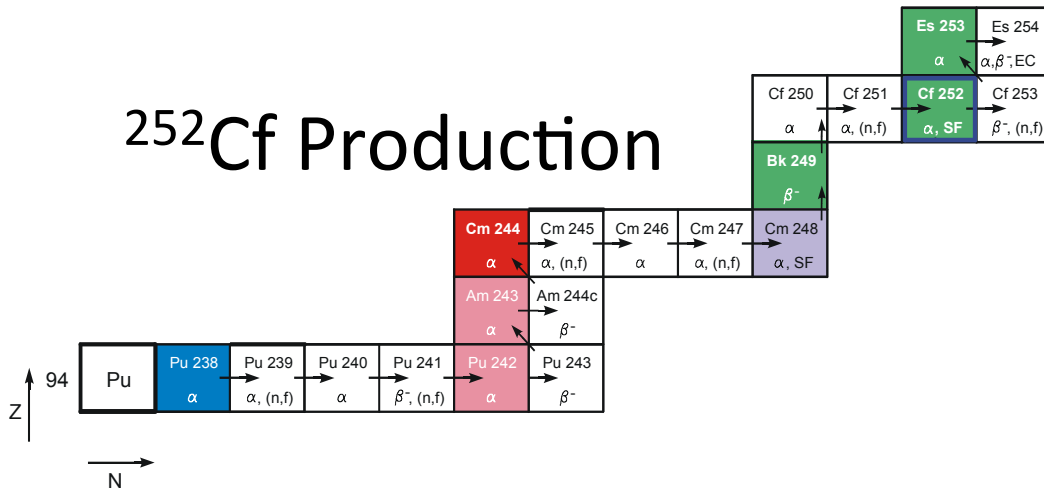 Es 253 Es 254
α α,β⁻,EC
²⁵²Cf Production
Cf 250 Cf 251 Cf 252 Cf 253
α α, (n,f) α, SF β⁻, (n,f)
Bk 249
β⁻
Cm 244 Cm 245 Cm 246 Cm 247 Cm 248
α α, (n,f) α α, (n,f) α, SF
Am 243 Am 244c
α β⁻
94 Pu Pu 238 Pu 239 Pu 240 Pu 241 Pu 242 Pu 243
α α, (n,f) α β⁻, (n,f) α β⁻
Z
N